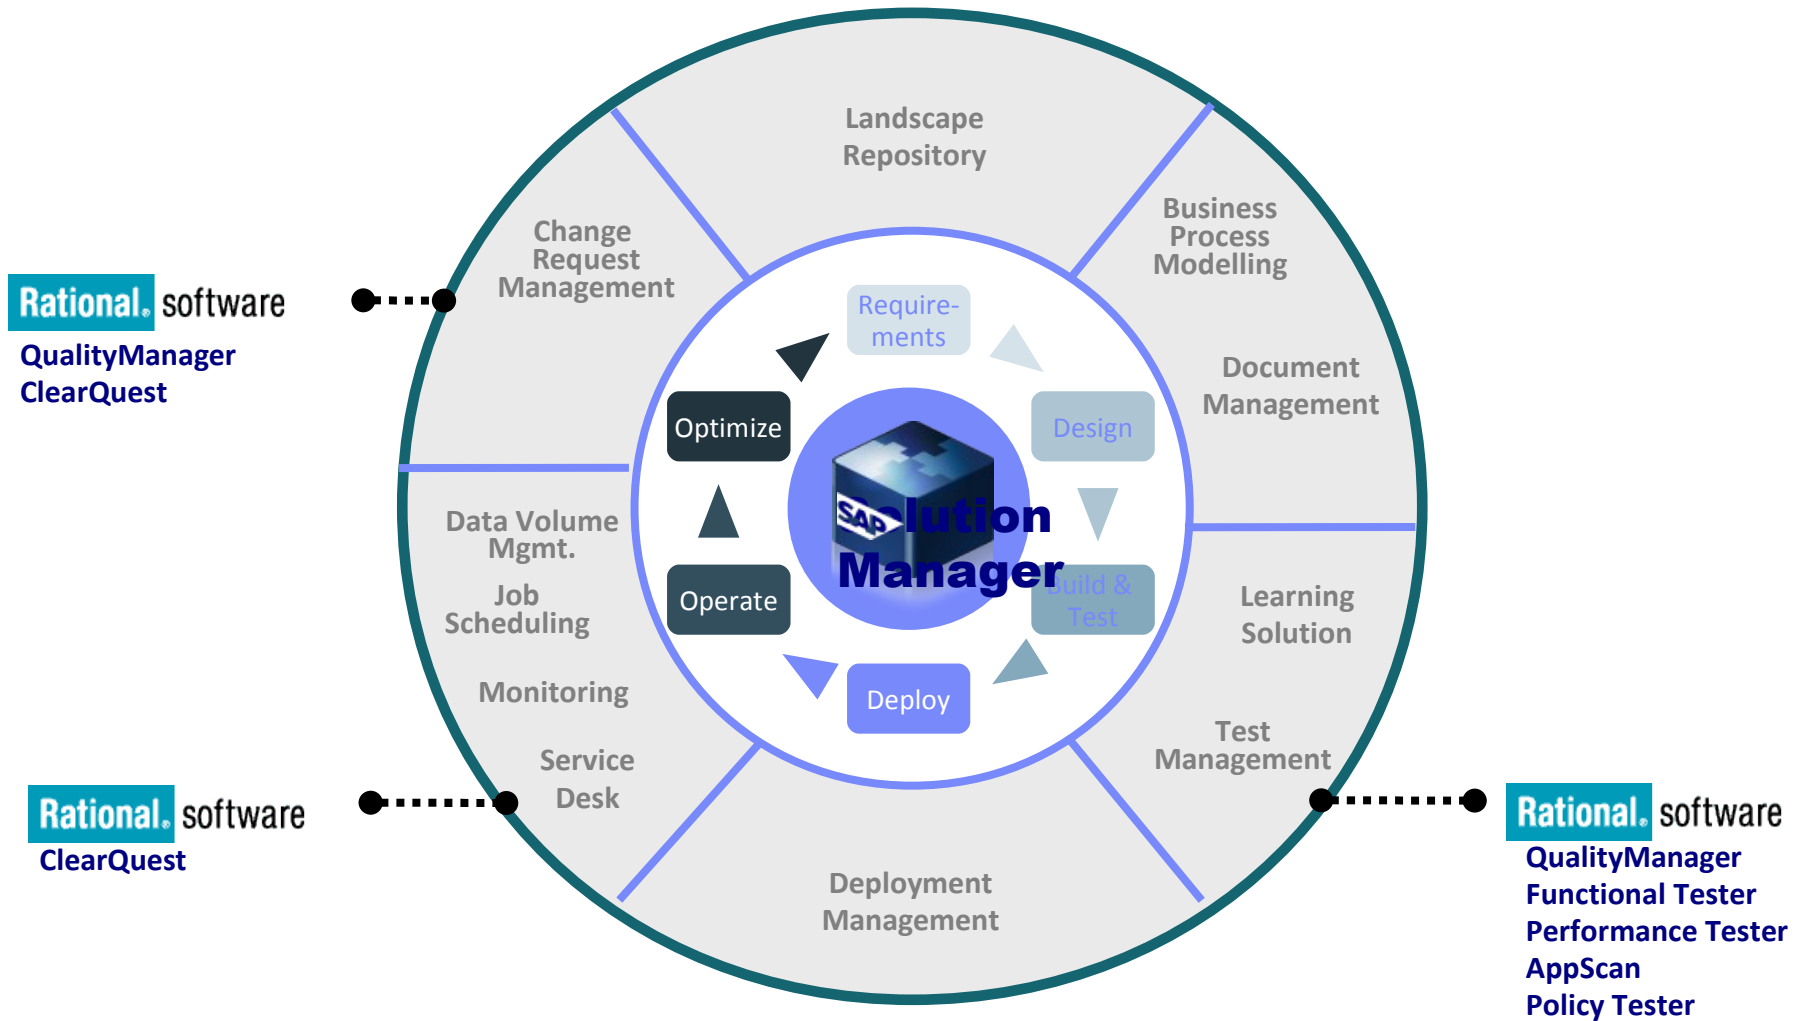 Landscape
Repository
Change
Request
Management
Business
Process
Modelling
Rational® software
QualityManager
ClearQuest
Require-
ments
Document
Management
Optimize
Design
SAP
Solution
Manager
Data Volume
Mgmt.
Job
Scheduling
Operate
Build &
Test
Learning
Solution
Monitoring
Deploy
Test
Management
Service
Desk
Rational® software
ClearQuest
Deployment
Management
Rational® software
QualityManager
Functional Tester
Performance Tester
AppScan
Policy Tester